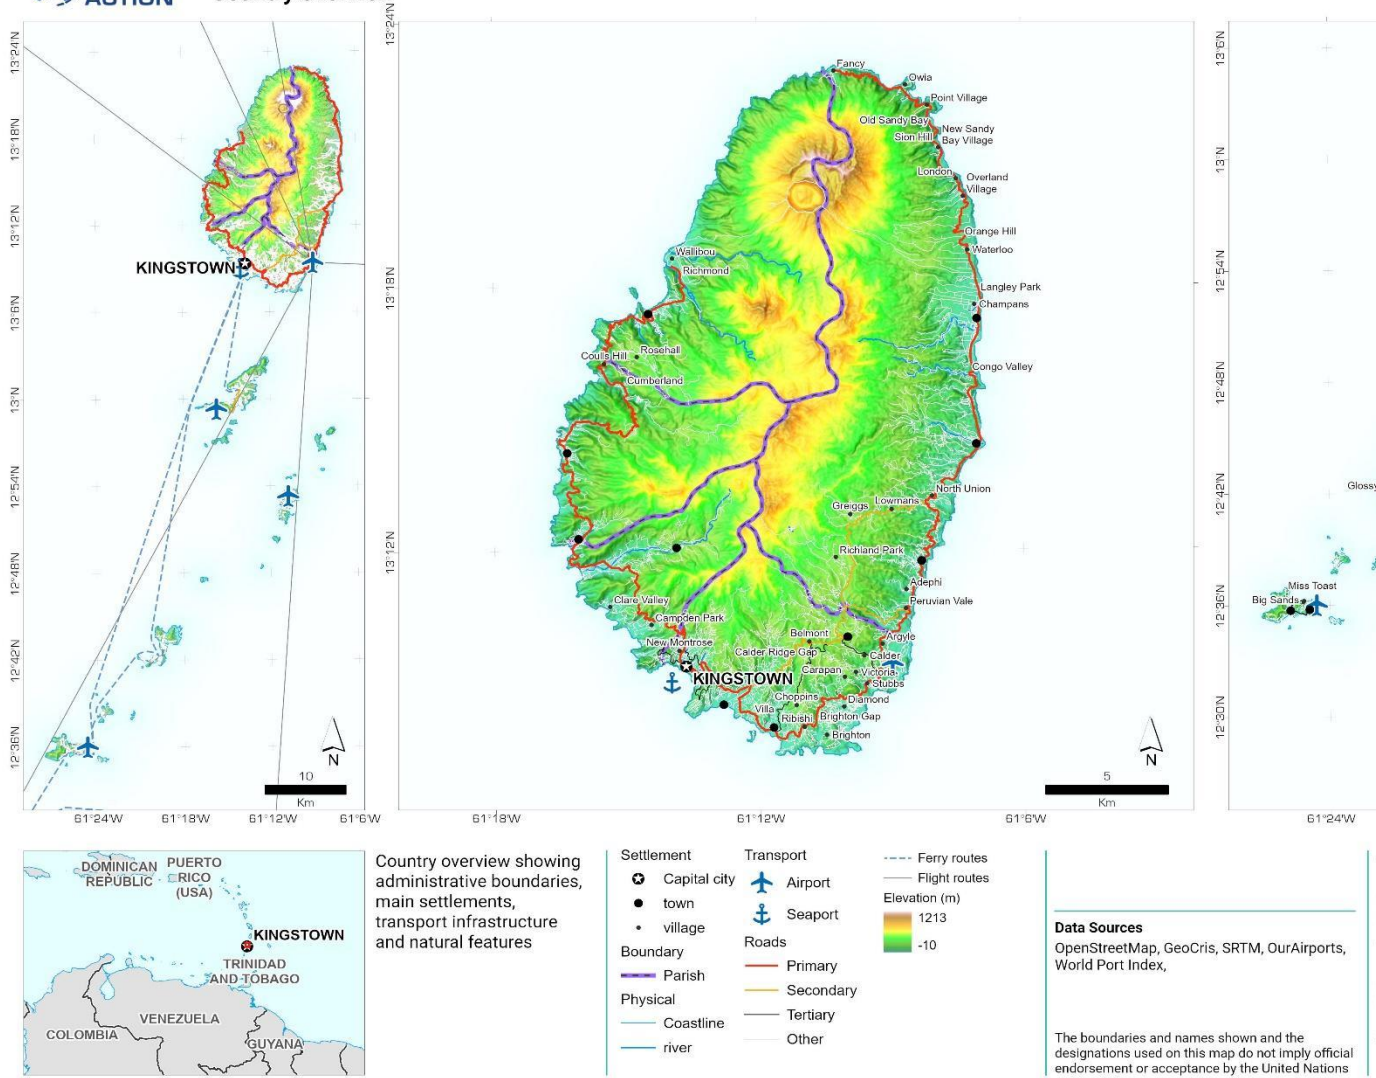 ACTION
13°24'N
13°18'N
13°12'N
13°6'N
13°N
12°54'N
12°48'N
12°42'N
12°36'N
KINGSTOWN
N
10
Km
61°24'W
61°18'W
61°12'W
61°6'W
13°24'N
13°18'N
13°12'N
Fancy
Owia
Point Village
Old Sandy Bay
New Sandy
Bay Village
Sion Hill
London
Overland
Village
Orange Hill
Waterloo
Wallibou
Richmond
Langley Park
Champans
Coulls Hill
Rosehall
Cumberland
Congo Valley
North Union
Lowmans
Greiggs
Richland Park
Adephi
Peruvian Vale
Clare Valley
Campden Park
New Montrose
Belmont
Argyle
Calder Ridge Gap
Calder
KINGSTOWN
Carapan
Victoria
Stubbs
Choppins
Diamond
Villa
Ribishi
Brighton Gap
Brighton
N
5
Km
61°18'W
61°12'W
61°6'W
13°6'N
13°N
12°54'N
12°48'N
12°42'N
12°36'N
12°30'N
Glossy
Miss Toast
Big Sands
61°24'W
DOMINICAN
REPUBLIC
PUERTO
RICO
(USA)
KINGSTOWN
TRINIDAD
AND TOBAGO
VENEZUELA
COLOMBIA
GUYANA
Country overview showing
administrative boundaries,
main settlements,
transport infrastructure
and natural features
Settlement
Capital city
town
village
Boundary
Parish
Physical
Coastline
river
Transport
Airport
Seaport
Roads
Primary
Secondary
Tertiary
Other
Ferry routes
Flight routes
Elevation (m)
1213
-10
Data Sources
OpenStreetMap, GeoCris, SRTM, OurAirports,
World Port Index,
The boundaries and names shown and the
designations used on this map do not imply official
endorsement or acceptance by the United Nations